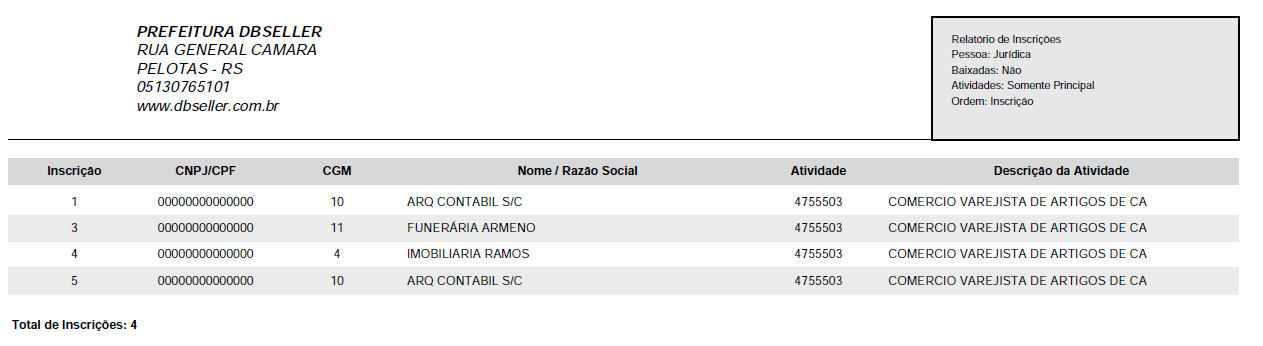 PREFEITURA DBSELLER
RUA GENERAL CAMARA
PELOTAS - RS
05130765101
www.dbseller.com.br
Relatório de Inscrições
Pessoa: Jurídica
Baixadas: Não
Atividades: Somente Principal
Ordem: Inscrição
Inscrição CNPJ/CPF CGM Nome / Razão Social Atividade Descrição da Atividade
1 00000000000000 10 ARQ CONTABIL S/C 4755503 COMERCIO VAREJISTA DE ARTIGOS DE CA
3 00000000000000 11 FUNERÁRIA ARMENO 4755503 COMERCIO VAREJISTA DE ARTIGOS DE CA
4 00000000000000 4 IMOBILIARIA RAMOS 4755503 COMERCIO VAREJISTA DE ARTIGOS DE CA
5 00000000000000 10 ARQ CONTABIL S/C 4755503 COMERCIO VAREJISTA DE ARTIGOS DE CA
Total de Inscrições: 4